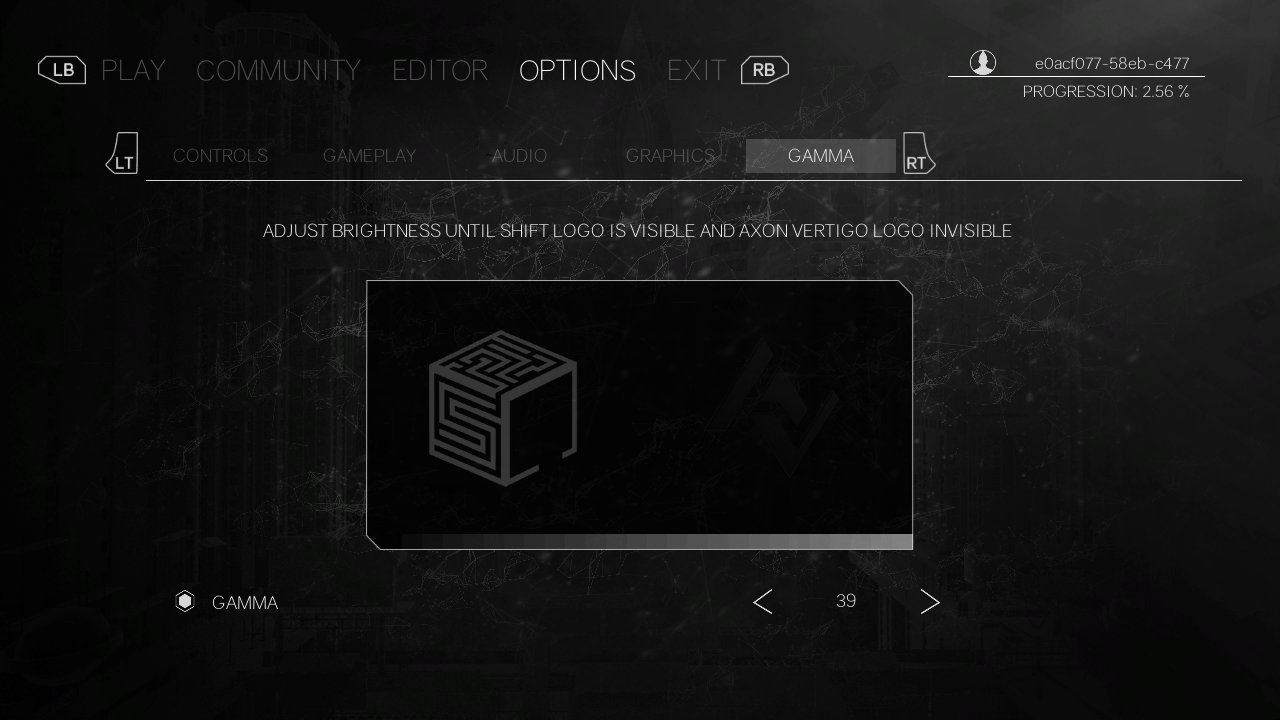 LB PLAY COMMUNITY EDITOR OPTIONS EXIT RB
e0acf077-58eb-c477
PROGRESSION: 2.56 %
LT CONTROLS GAMEPLAY AUDIO GRAPHICS GAMMA RT
ADJUST BRIGHTNESS UNTIL SHIFT LOGO IS VISIBLE AND AXON VERTIGO LOGO INVISIBLE
GAMMA 39